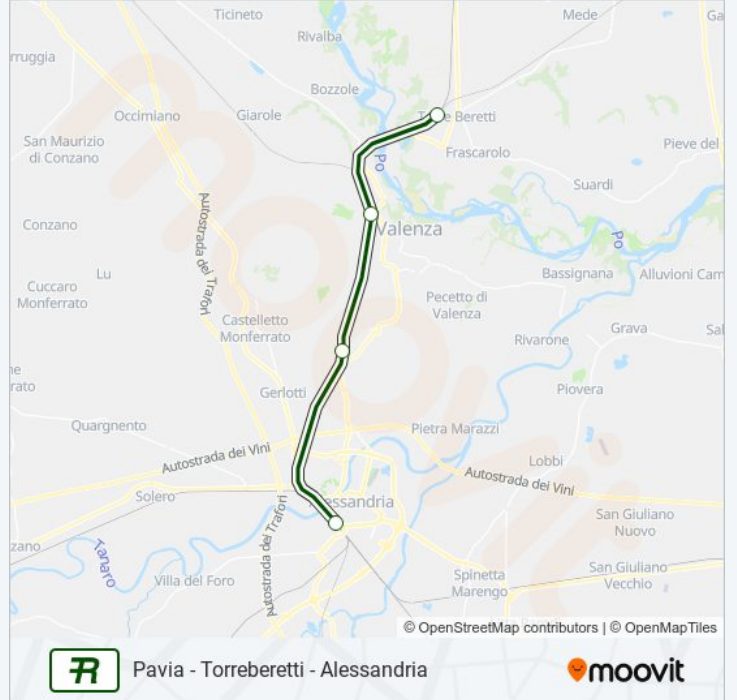 Ticineto
Mede
Ga
Rivalba
rruggia
Bozzole
Occimiano
Giarole
Torre Beretti
San Maurizio
di Conzano
Po
Frascarolo
Pieve del
Suardi
Autostrada dei Trafori
Conzano
Valenza
Po
Lu
Bassignana
Alluvioni Cam
Cuccaro
Monferrato
Pecetto di
Valenza
Castelletto
Monferrato
Rivarone
Grava
Sal
ne
rato
Gerlotti
Piovera
Quargnento
Pietra Marazzi
Autostrada dei Vini
Lobbi
Autostrada dei Vini
Solero
Alessandria
San Giuliano
Nuovo
zano
Tanaro
Autostrada dei Trafori
Villa del Foro
Spinetta
Marengo
San Giuliano
Vecchio
© OpenStreetMap contributors | © OpenMapTiles
R
Pavia - Torreberetti - Alessandria
moovit